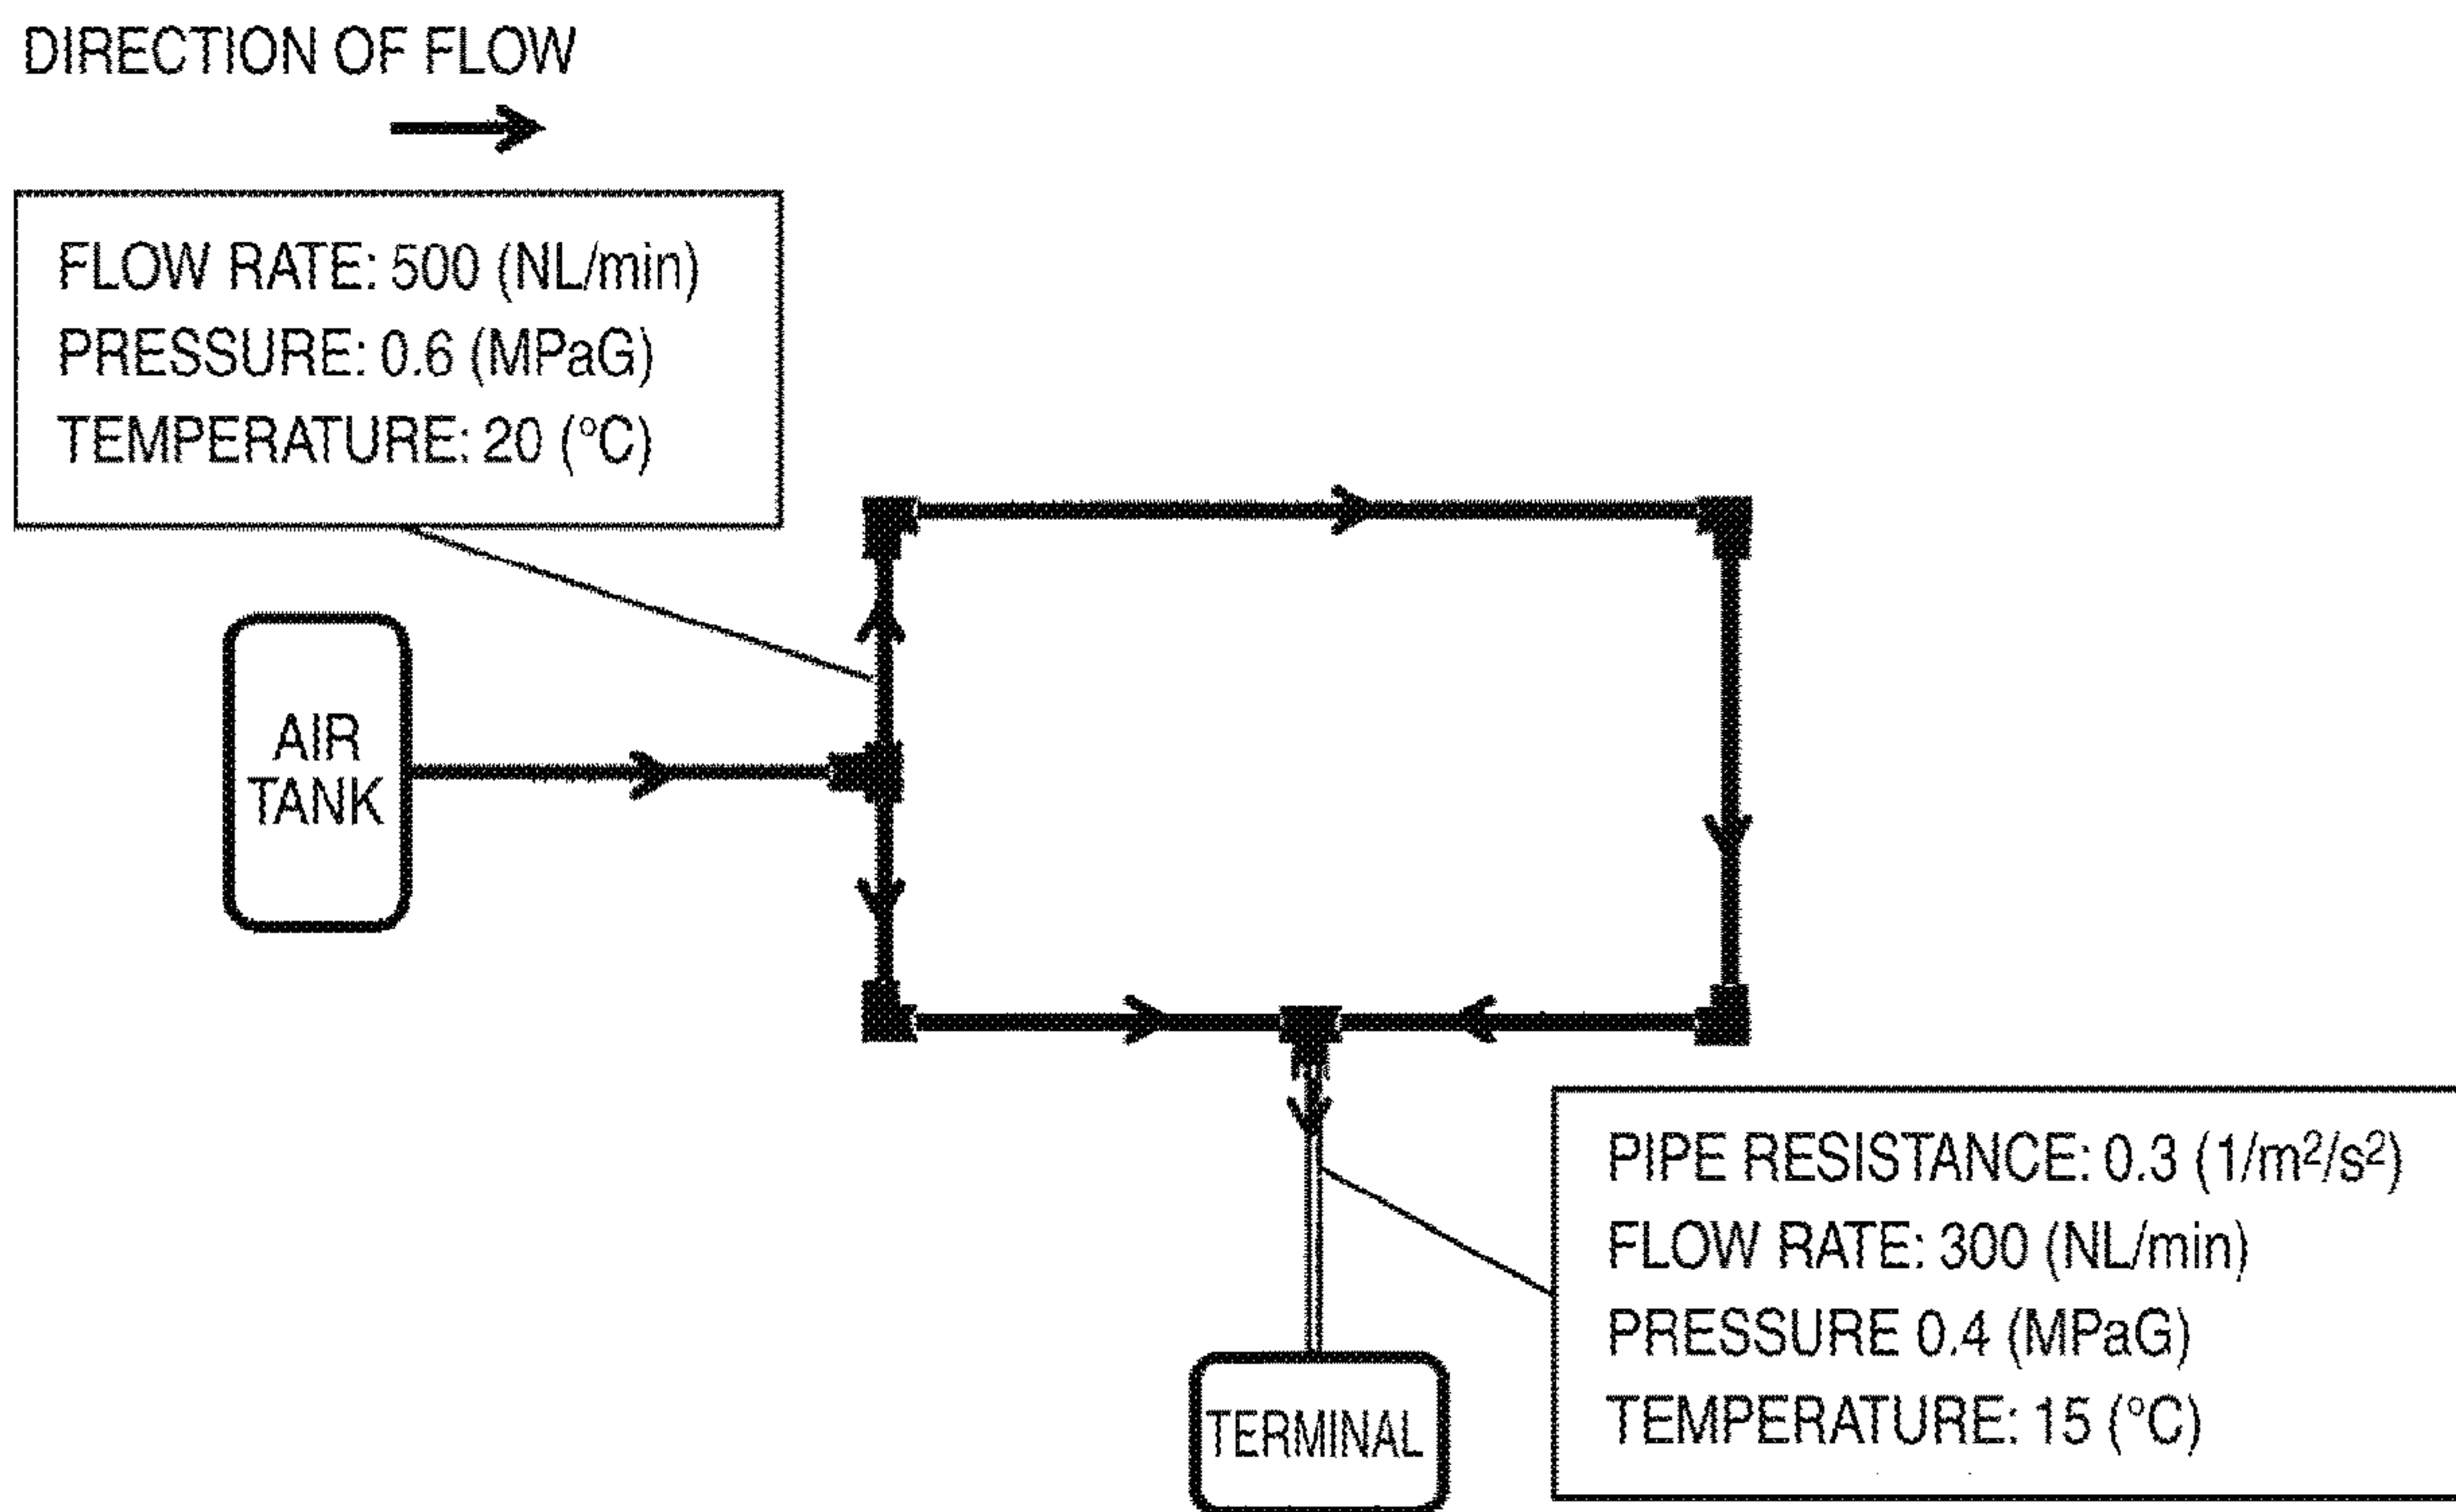 DIRECTION OF FLOW
FLOW RATE: 500 (NL/min)
PRESSURE: 0.6 (MPaG)
TEMPERATURE: 20 (°C)
AIR
TANK
PIPE RESISTANCE: 0.3 (1/m²/s²)
FLOW RATE: 300 (NL/min)
PRESSURE 0.4 (MPaG)
TEMPERATURE: 15 (°C)
TERMINAL